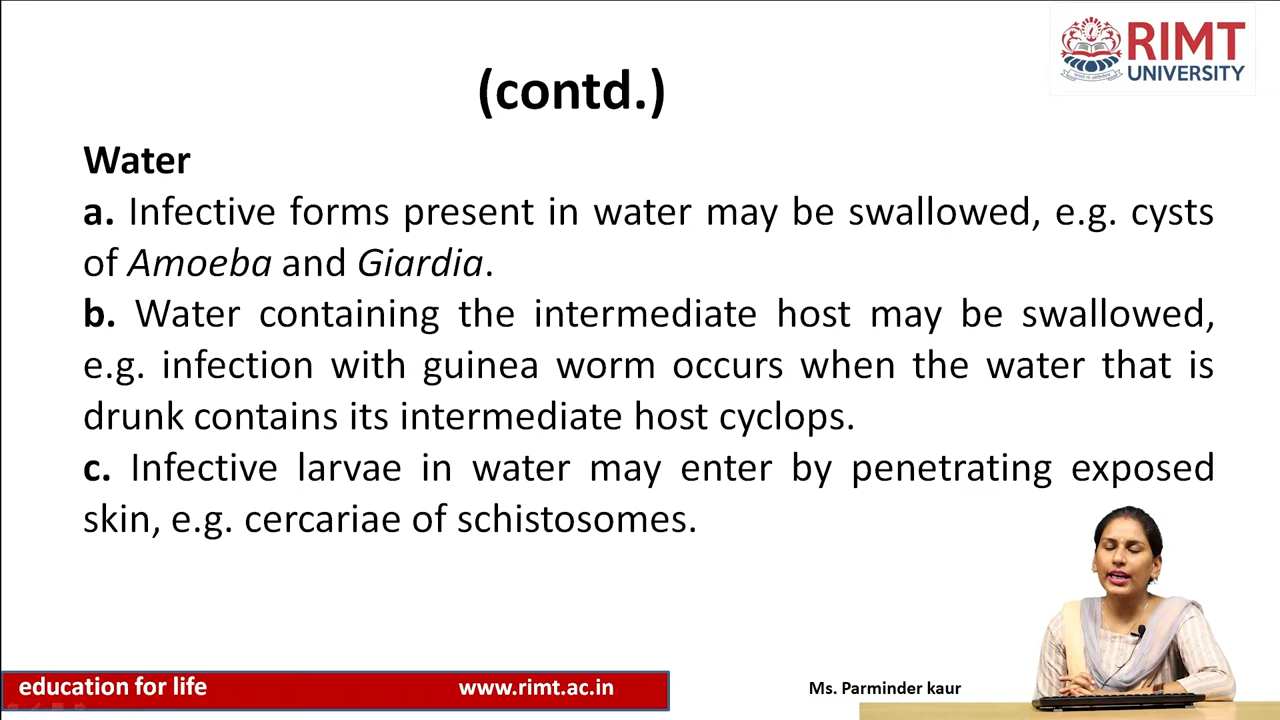 RIMT
UNIVERSITY
(contd.)
Water
a. Infective forms present in water may be swallowed, e.g. cysts
of Amoeba and Giardia.
b. Water containing the intermediate host may be swallowed,
e.g. infection with guinea worm occurs when the water that is
drunk contains its intermediate host cyclops.
c. Infective larvae in water may enter by penetrating exposed
skin, e.g. cercariae of schistosomes.
education for life www.rimt.ac.in Ms. Parminder kaur